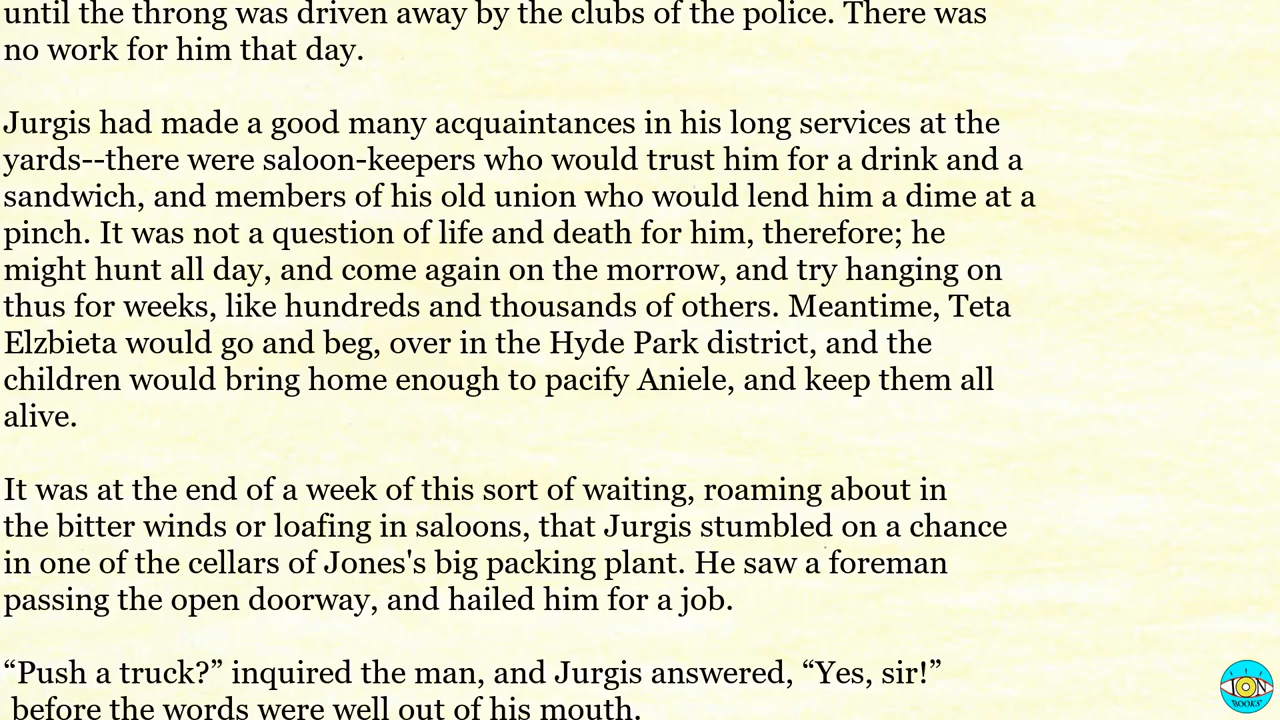 until the throng was driven away by the clubs of the police. There was
no work for him that day.
Jurgis had made a good many acquaintances in his long services at the
yards--there were saloon-keepers who would trust him for a drink and a
sandwich, and members of his old union who would lend him a dime at a
pinch. It was not a question of life and death for him, therefore; he
might hunt all day, and come again on the morrow, and try hanging on
thus for weeks, like hundreds and thousands of others. Meantime, Teta
Elzbieta would go and beg, over in the Hyde Park district, and the
children would bring home enough to pacify Aniele, and keep them all
alive.
It was at the end of a week of this sort of waiting, roaming about in
the bitter winds or loafing in saloons, that Jurgis stumbled on a chance
in one of the cellars of Jones's big packing plant. He saw a foreman
passing the open doorway, and hailed him for a job.
“Push a truck?” inquired the man, and Jurgis answered, “Yes, sir!”
before the words were well out of his mouth.
ION
BOOKS